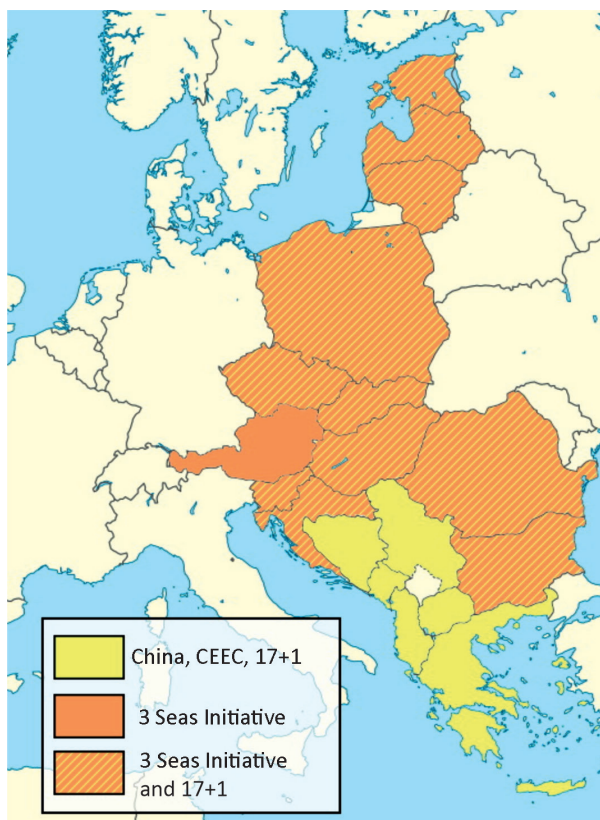 China, CEEC, 17+1
3 Seas Initiative
3 Seas Initiative
and 17+1